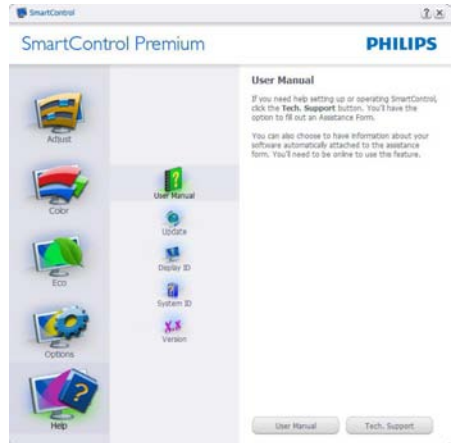 SmartControl
? X
SmartControl Premium
PHILIPS
Adjust
Color
Eco
Options
Help
User Manual
Update
Display ID
System ID
Version
User Manual
If you need help setting up or operating SmartControl,
click the Tech. Support button. You'll have the
option to fill out an Assistance Form.
You can also choose to have information about your
software automatically attached to the assistance
form. You'll need to be online to use this feature.
User Manual
Tech. Support